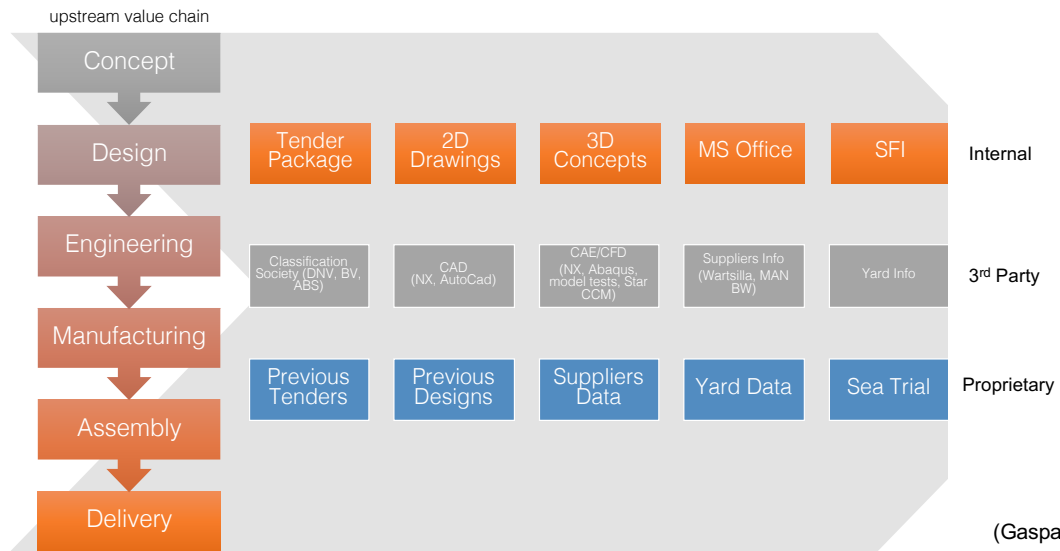 upstream value chain
Concept
Design
Engineering
Manufacturing
Assembly
Delivery
Tender
Package
2D
Drawings
3D
Concepts
MS Office
SFI
Internal
Classification
Society (DNV, BV,
ABS)
CAD
(NX, AutoCad)
CAE/CFD
(NX, Abaqus,
model tests, Star
CCM)
Suppliers Info
(Wartsilla, MAN
BW)
Yard Info
3rd Party
Previous
Tenders
Previous
Designs
Suppliers
Data
Yard Data
Sea Trial
Proprietary
(Gaspa